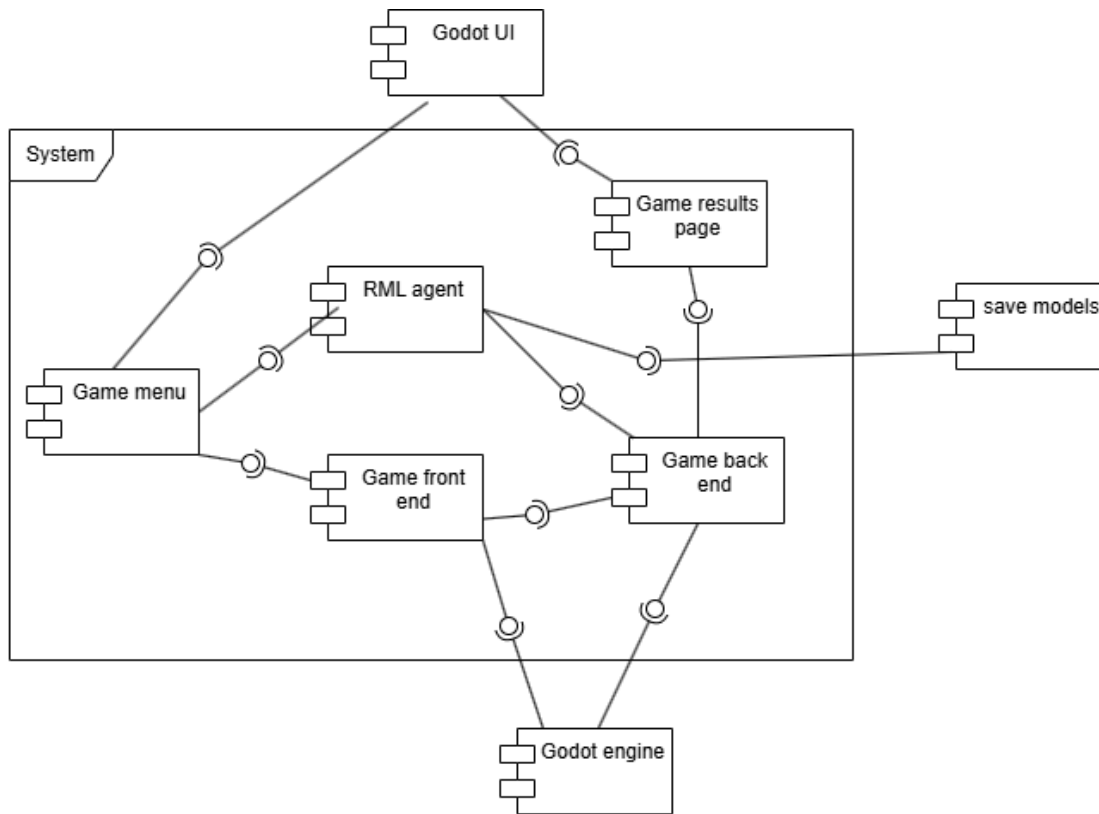 Godot UI
System
Game results
page
RML agent
save models
Game menu
Game front
end
Game back
end
Godot engine